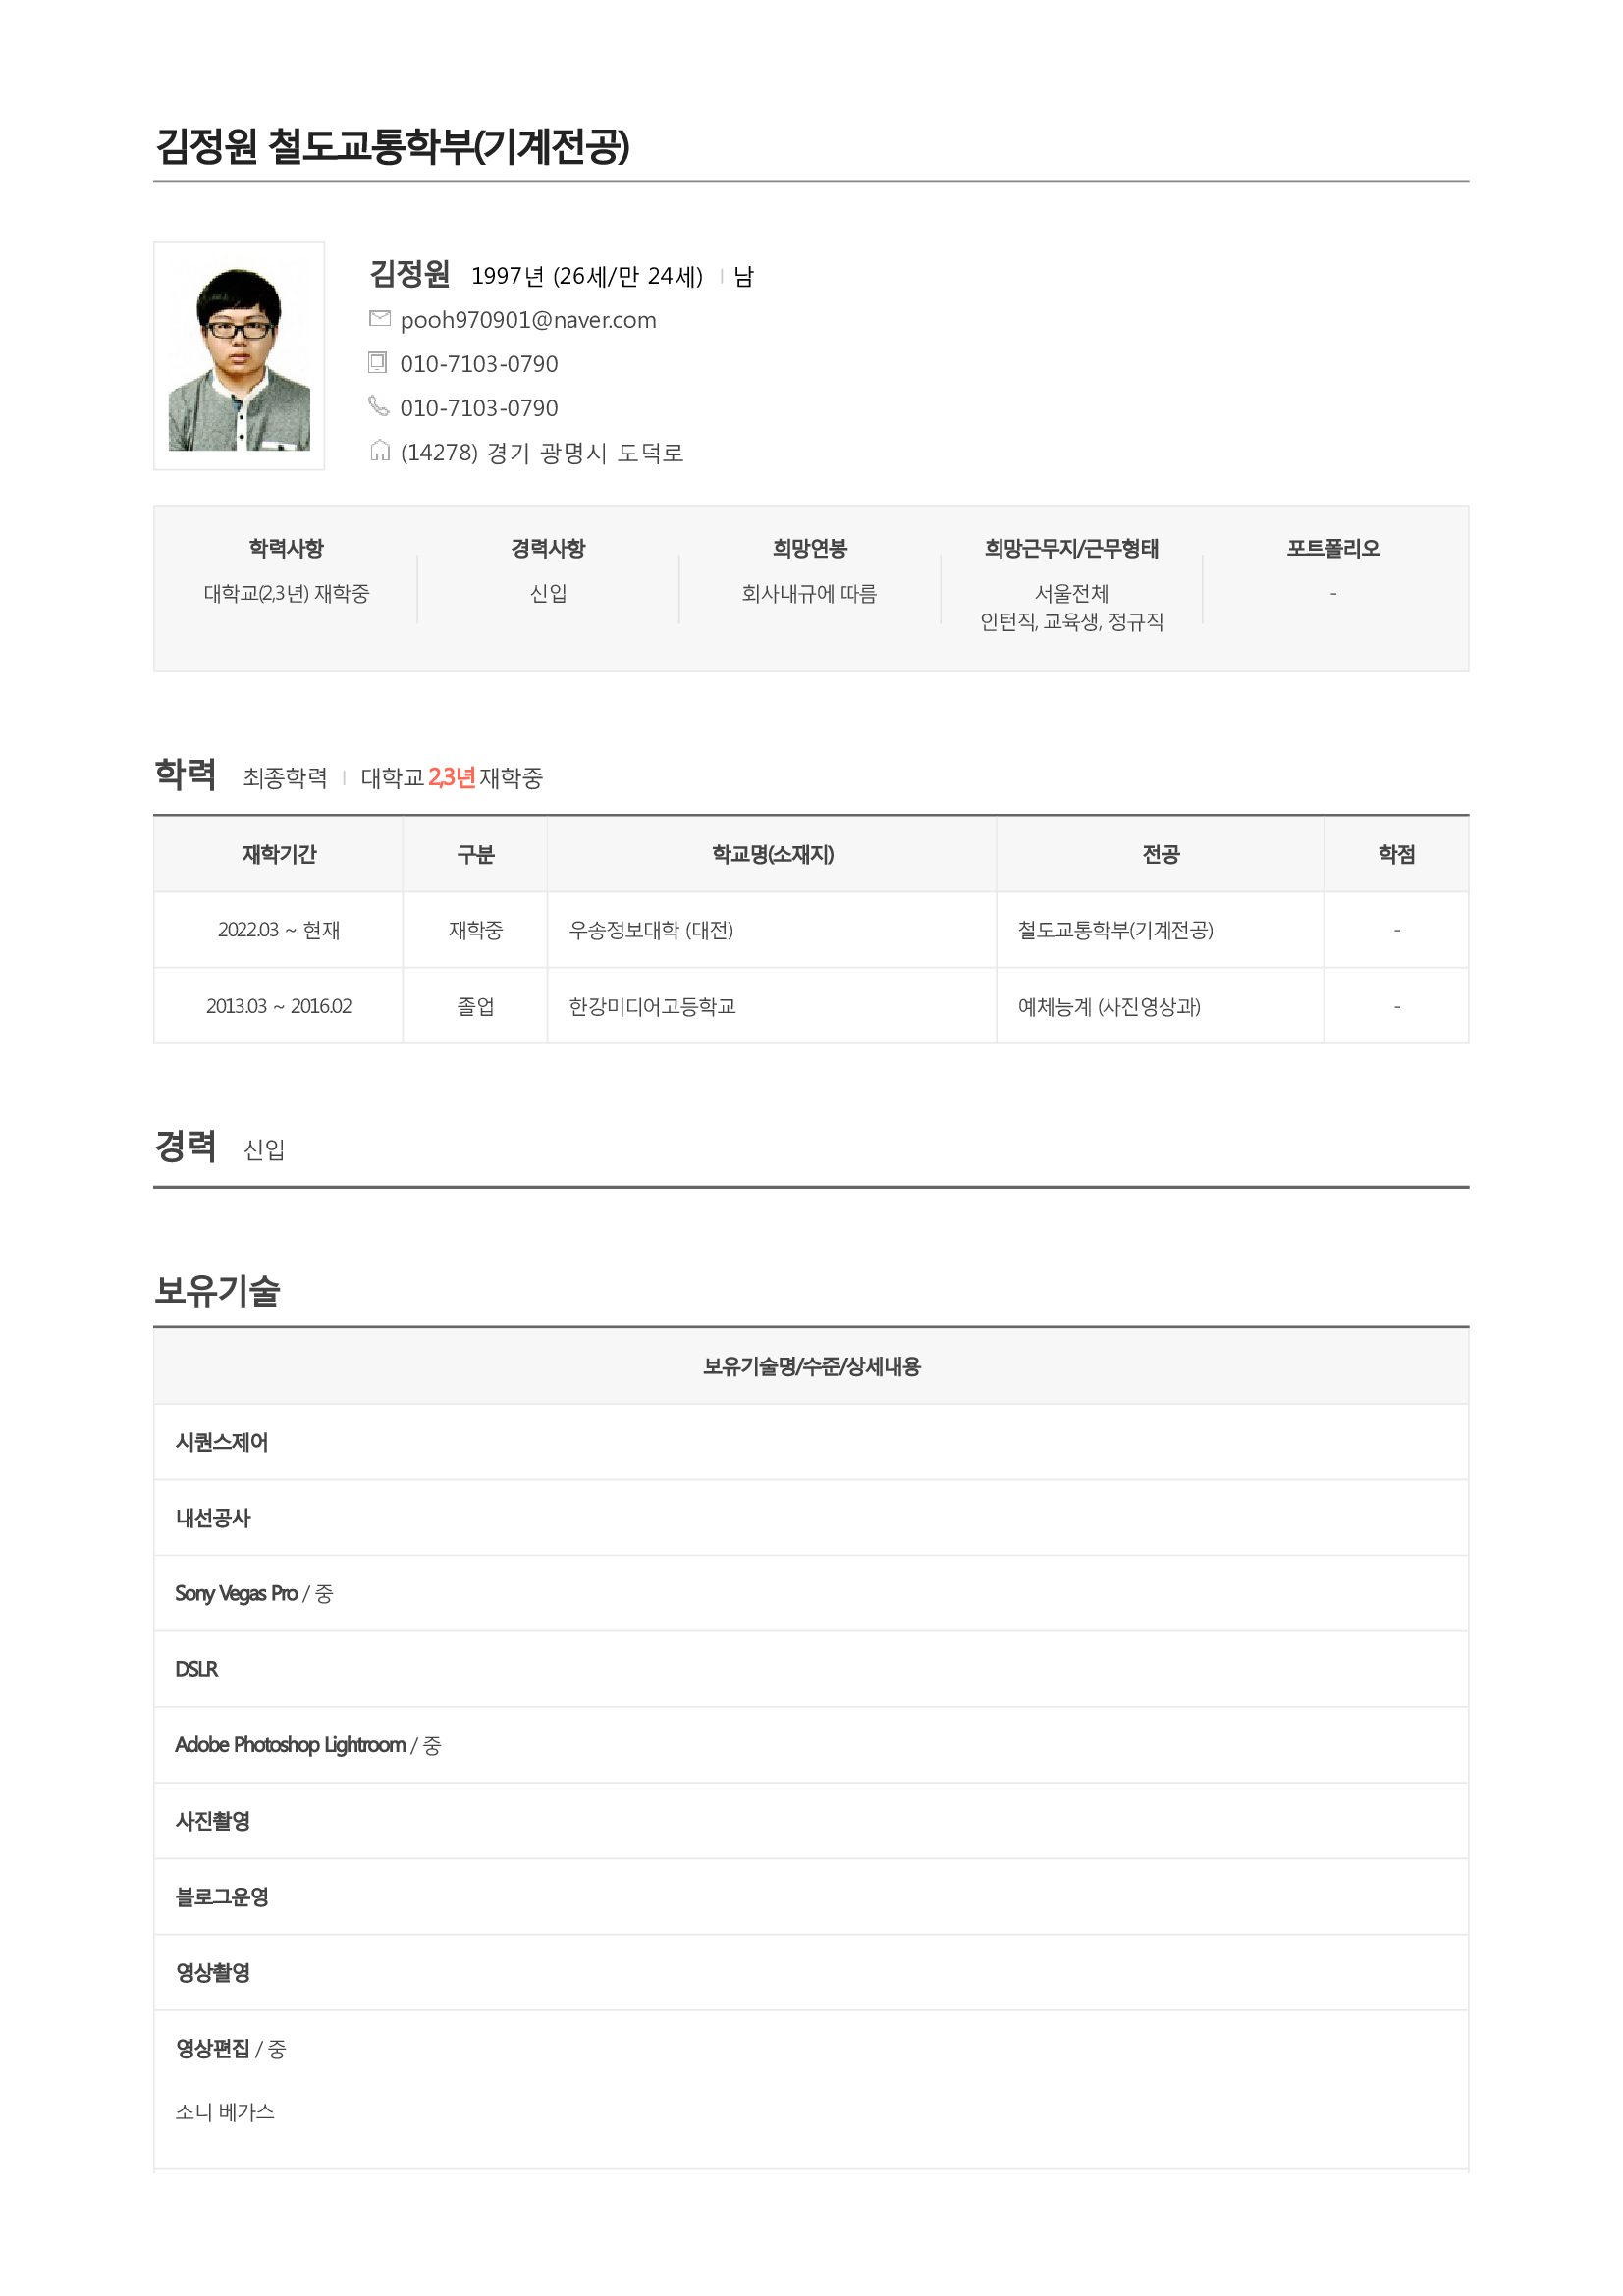 김정원 철도교통학부(기계전공)
김정원 1997년 (26세/만 24세) 남
pooh970901@naver.com
010-7103-0790
010-7103-0790
(14278) 경기 광명시 도덕로
학력사항 경력사항 희망연봉 희망근무지/근무형태 포트폴리오
대학교(2,3년) 재학중 신입 회사내규에 따름 서울전체 -
인턴직, 교육생, 정규직
학력 최종학력 대학교 2,3년 재학중
재학기간 구분 학교명(소재지) 전공 학점
2022.03 ~ 현재 재학중 우송정보대학 (대전) 철도교통학부(기계전공) -
2013.03 ~ 2016.02 졸업 한강미디어고등학교 예체능계 (사진영상과) -
경력 신입
보유기술
보유기술명/수준/상세내용
시퀀스제어
내선공사
Sony Vegas Pro / 중
DSLR
Adobe Photoshop Lightroom / 중
사진촬영
블로그운영
영상촬영
영상편집 / 중
소니 베가스